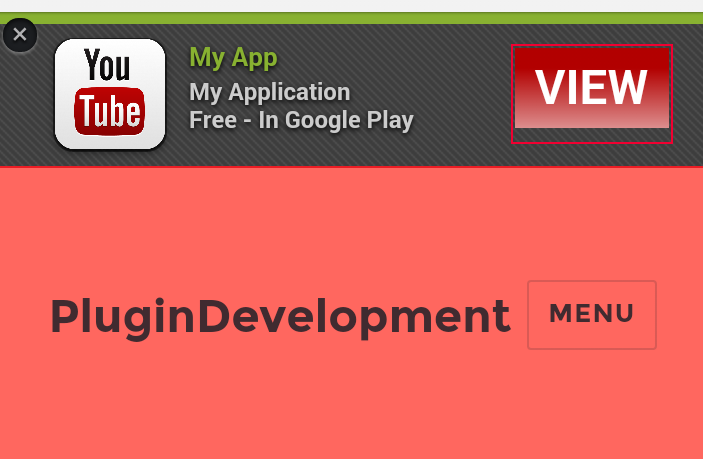 You
Tube
My App
My Application
Free - In Google Play
VIEW
PluginDevelopment
MENU